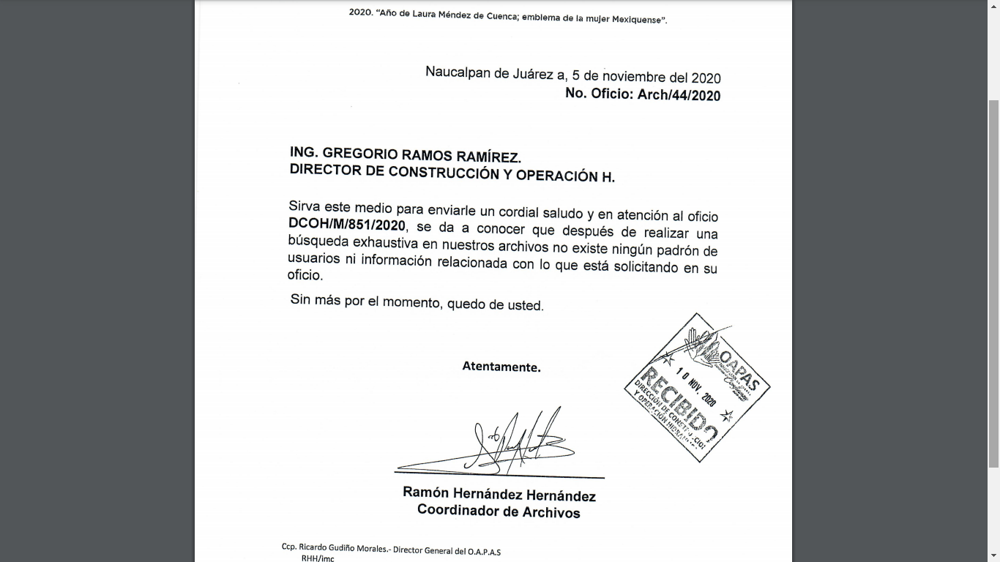 2020. “Año de Laura Méndez de Cuenca; emblema de la mujer Mexiquense”.
Naucalpan de Juárez a, 5 de noviembre del 2020
No. Oficio: Arch/44/2020
ING. GREGORIO RAMOS RAMÍREZ.
DIRECTOR DE CONSTRUCCIÓN Y OPERACIÓN H.
Sirva este medio para enviarle un cordial saludo y en atención al oficio
DCOH/M/851/2020, se da a conocer que después de realizar una
búsqueda exhaustiva en nuestros archivos no existe ningún padrón de
usuarios ni información relacionada con lo que está solicitando en su
oficio.
Sin más por el momento, quedo de usted.
Atentamente.
OAPAS
10 NOV. 2020
RECIBIDO
DIRECCIÓN DE
Y OPERACIÓN
Ramón Hernández Hernández
Coordinador de Archivos
Ccp. Ricardo Gudiño Morales.- Director General del O.A.P.A.S
RHH/imc